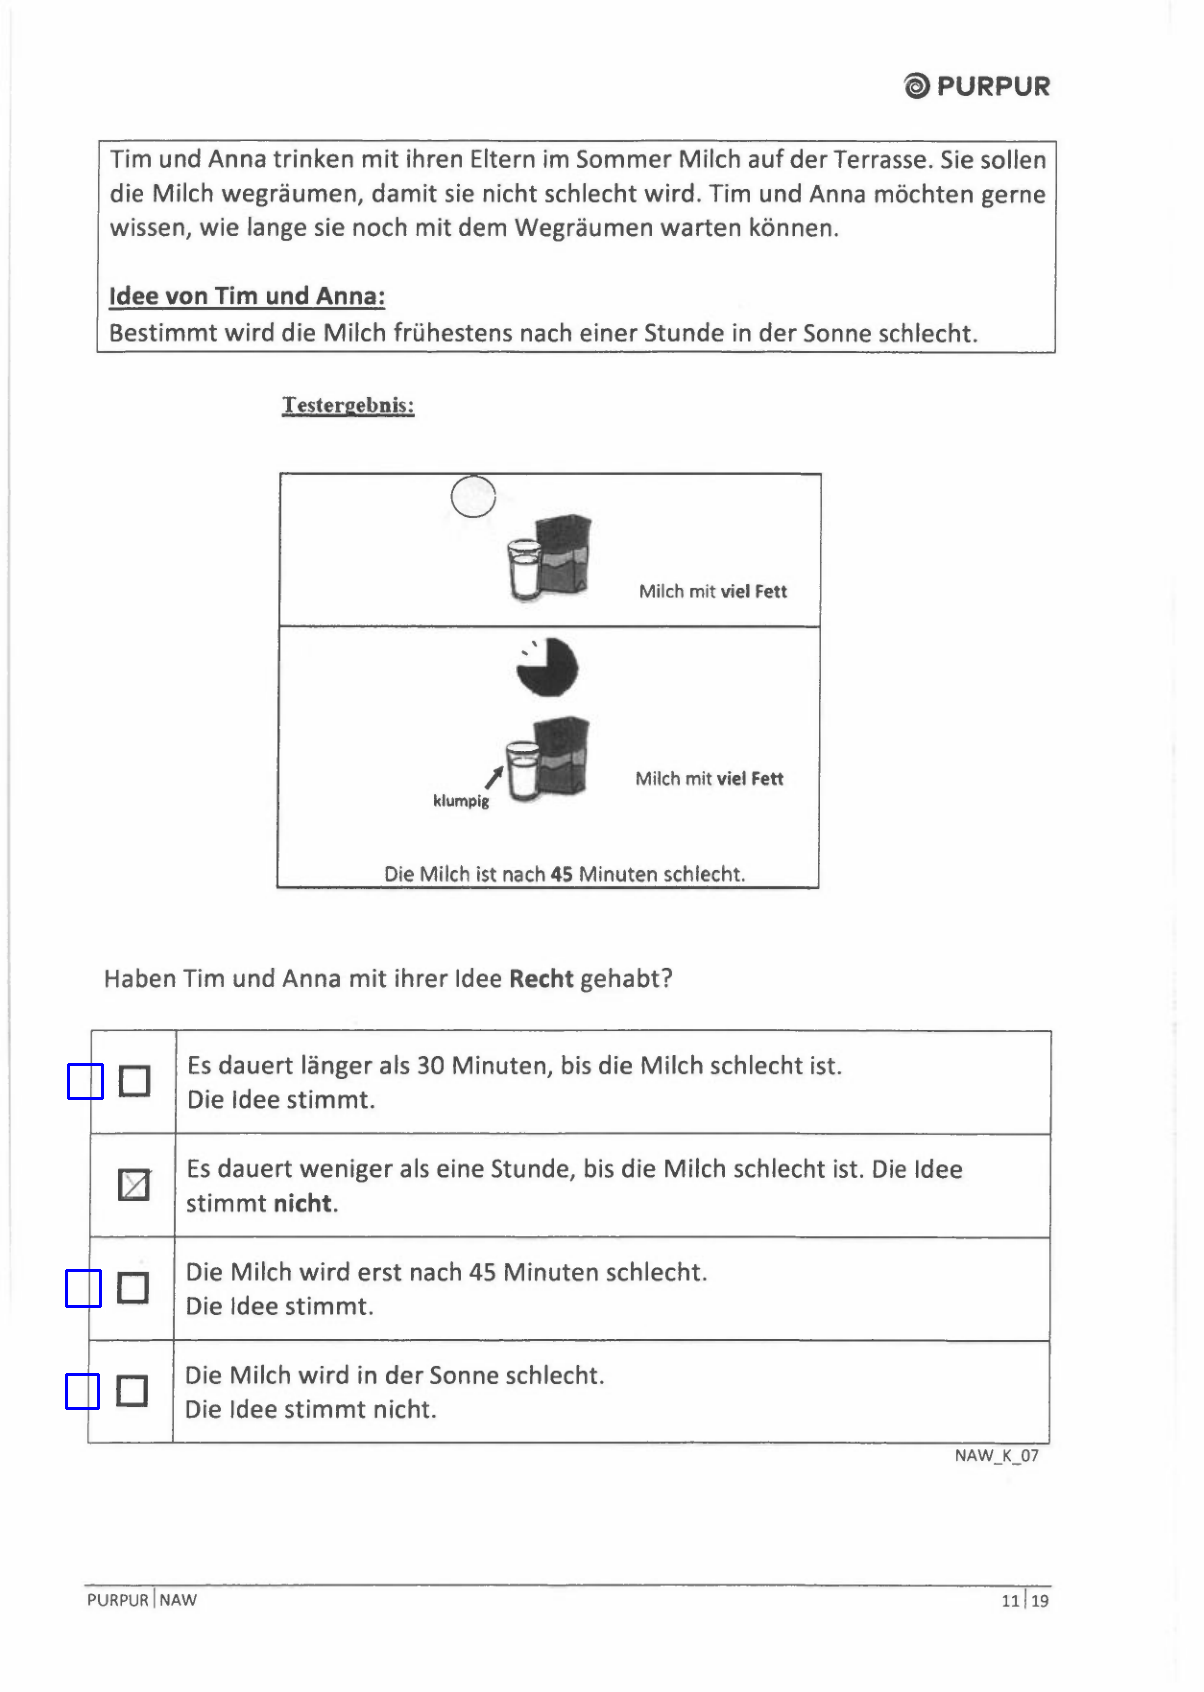 PURPUR
Tim und Anna trinken mit ihren Eltern im Sommer Milch auf der Terrasse. Sie sollen
die Milch wegräumen, damit sie nicht schlecht wird. Tim und Anna möchten gerne
wissen, wie lange sie noch mit dem Wegräumen warten können.
Idee von Tim und Anna:
Bestimmt wird die Milch frühestens nach einer Stunde in der Sonne schlecht.
Testergebnis:
Milch mit viel Fett
Milch mit viel Fett
klumpig
Die Milch ist nach 45 Minuten schlecht.
Haben Tim und Anna mit ihrer Idee Recht gehabt?
Es dauert länger als 30 Minuten, bis die Milch schlecht ist.
Die Idee stimmt.
Es dauert weniger als eine Stunde, bis die Milch schlecht ist. Die Idee
stimmt nicht.
Die Milch wird erst nach 45 Minuten schlecht.
Die Idee stimmt.
Die Milch wird in der Sonne schlecht.
Die Idee stimmt nicht.
NAW_K_07
PURPUR|NAW 11|19